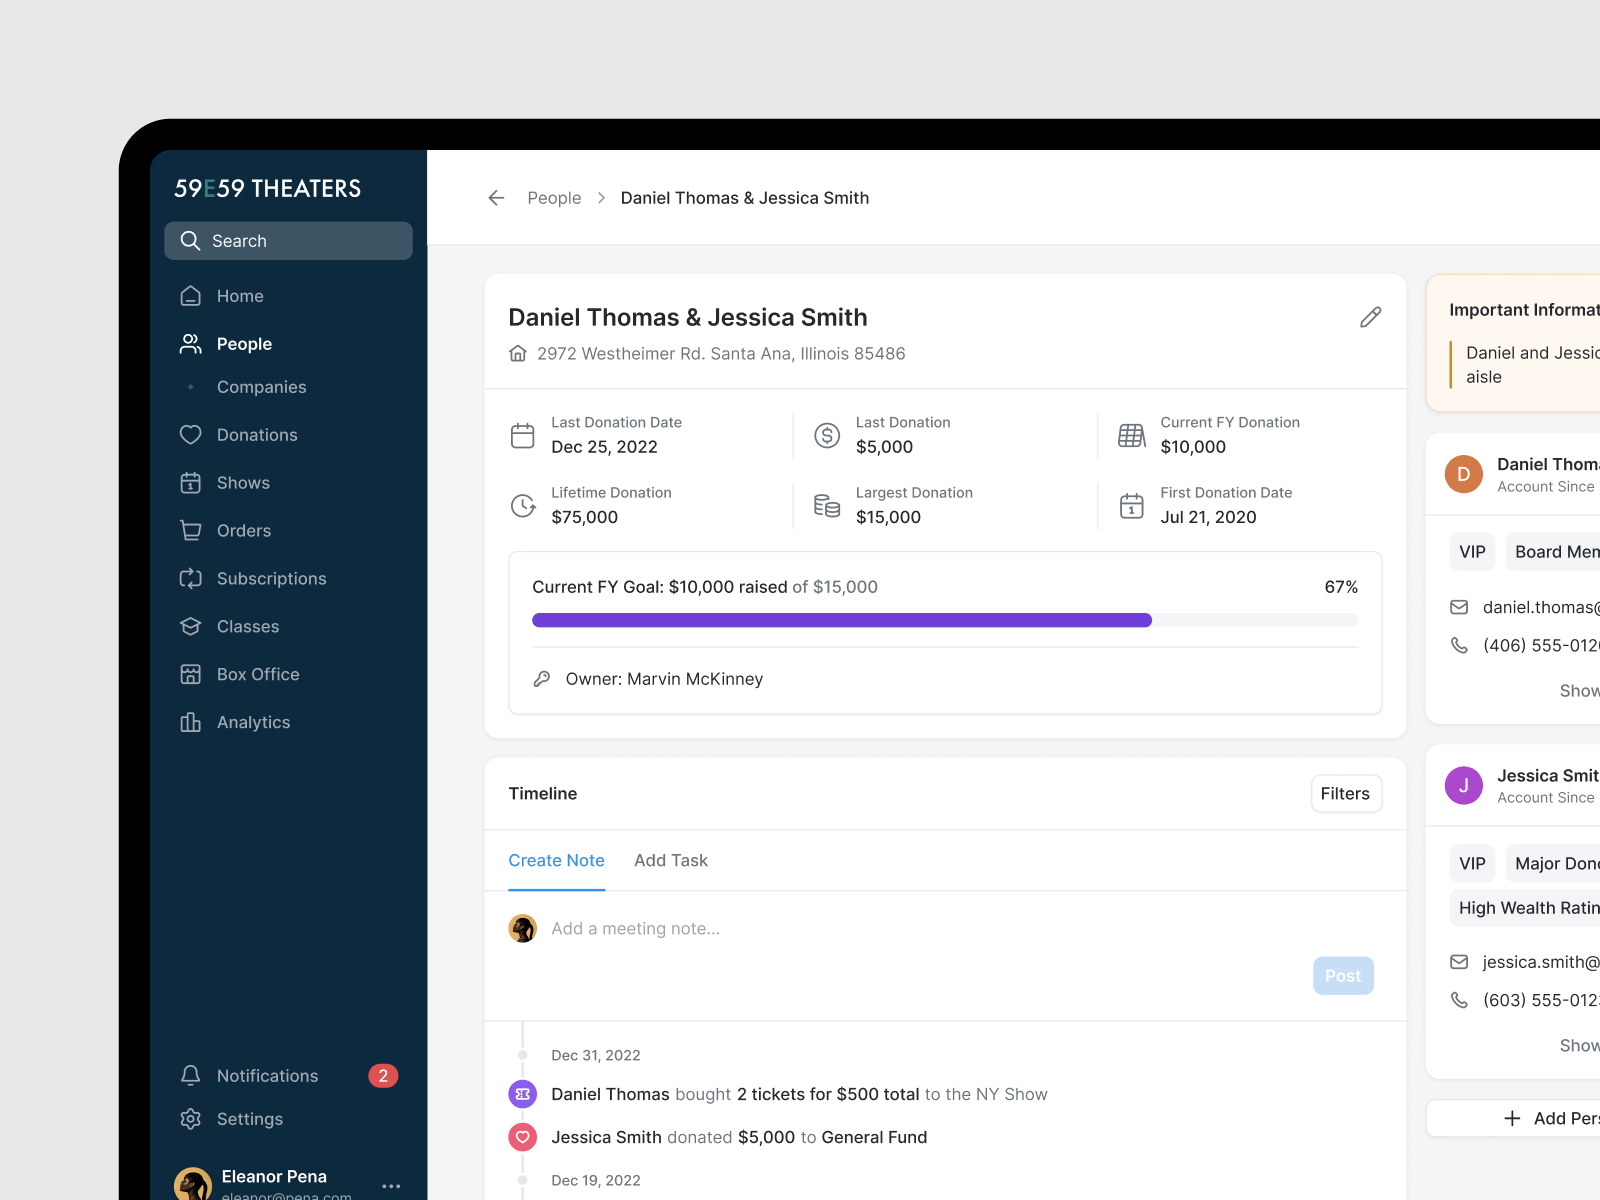 59E59 THEATERS
Search
Home
People
Companies
Donations
Shows
Orders
Subscriptions
Classes
Box Office
Analytics
Notifications 2
Settings
Eleanor Pena
eleanor@pena.com
People > Daniel Thomas & Jessica Smith
Daniel Thomas & Jessica Smith
2972 Westheimer Rd. Santa Ana, Illinois 85486
Last Donation Date
Dec 25, 2022
Last Donation
$5,000
Current FY Donation
$10,000
Lifetime Donation
$75,000
Largest Donation
$15,000
First Donation Date
Jul 21, 2020
Current FY Goal: $10,000 raised of $15,000 67%
Owner: Marvin McKinney
Timeline
Filters
Create Note Add Task
Add a meeting note...
Post
Dec 31, 2022
Daniel Thomas bought 2 tickets for $500 total to the NY Show
Jessica Smith donated $5,000 to General Fund
Dec 19, 2022
Important Informat
Daniel and Jessic
aisle
D
Daniel Thoma
Account Since
VIP Board Mem
daniel.thomas@
(406) 555-012
Show
J
Jessica Smit
Account Since
VIP Major Dono
High Wealth Ratin
jessica.smith@
(603) 555-012
Show
Add Pers